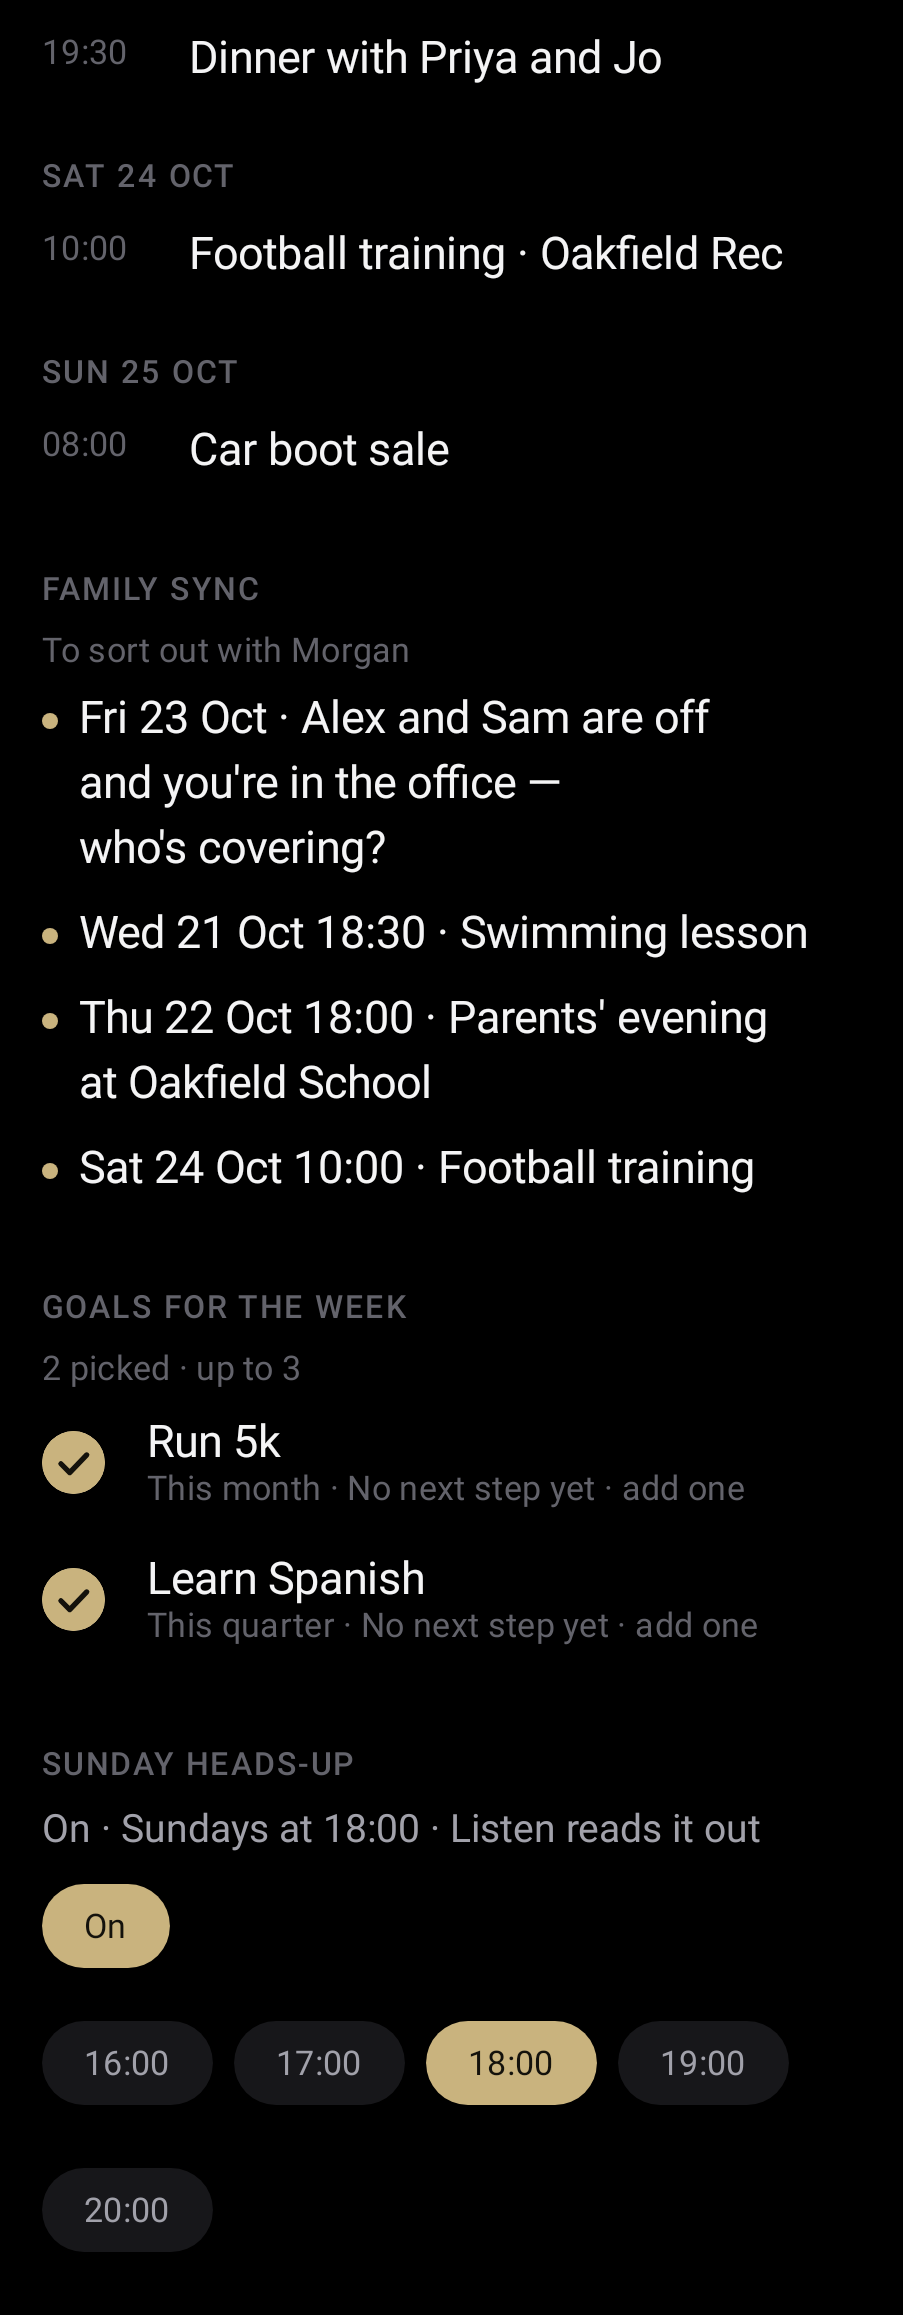 19:30 Dinner with Priya and Jo
SAT 24 OCT
10:00 Football training · Oakfield Rec
SUN 25 OCT
08:00 Car boot sale
FAMILY SYNC
To sort out with Morgan
Fri 23 Oct · Alex and Sam are off
and you're in the office —
who's covering?
Wed 21 Oct 18:30 · Swimming lesson
Thu 22 Oct 18:00 · Parents' evening
at Oakfield School
Sat 24 Oct 10:00 · Football training
GOALS FOR THE WEEK
2 picked · up to 3
Run 5k
This month · No next step yet · add one
Learn Spanish
This quarter · No next step yet · add one
SUNDAY HEADS-UP
On · Sundays at 18:00 · Listen reads it out
On
16:00 17:00 18:00 19:00
20:00